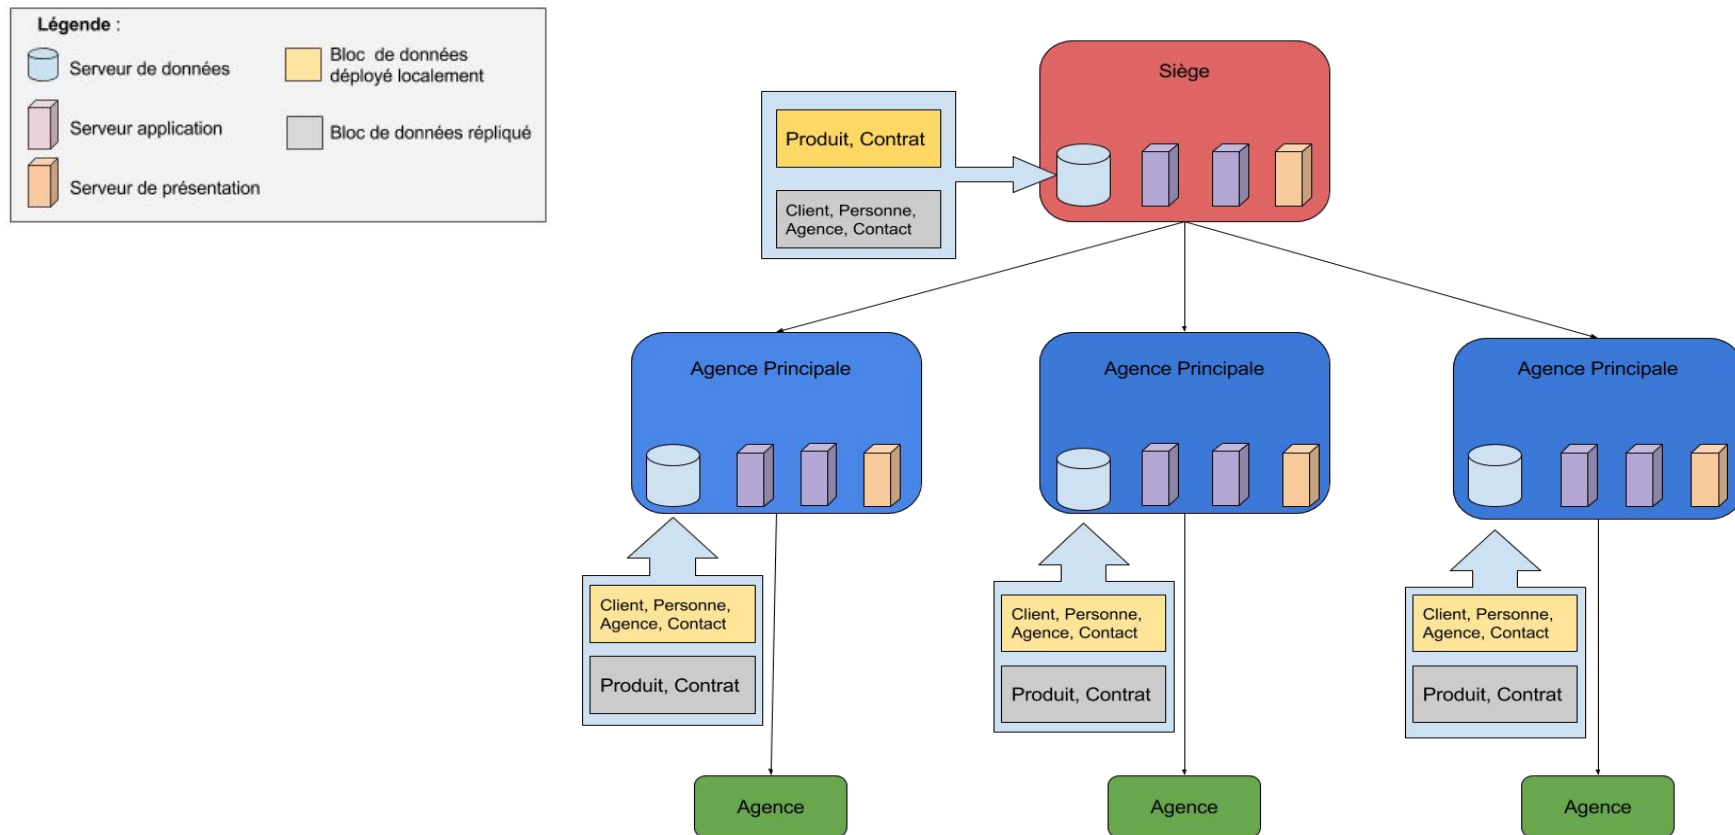 Légende :
Serveur de données
Bloc de données
déployé localement
Serveur application
Bloc de données répliqué
Serveur de présentation
Siège
Produit, Contrat
Client, Personne,
Agence, Contact
Agence Principale
Agence Principale
Agence Principale
Client, Personne,
Agence, Contact
Produit, Contrat
Client, Personne,
Agence, Contact
Produit, Contrat
Client, Personne,
Agence, Contact
Produit, Contrat
Agence
Agence
Agence